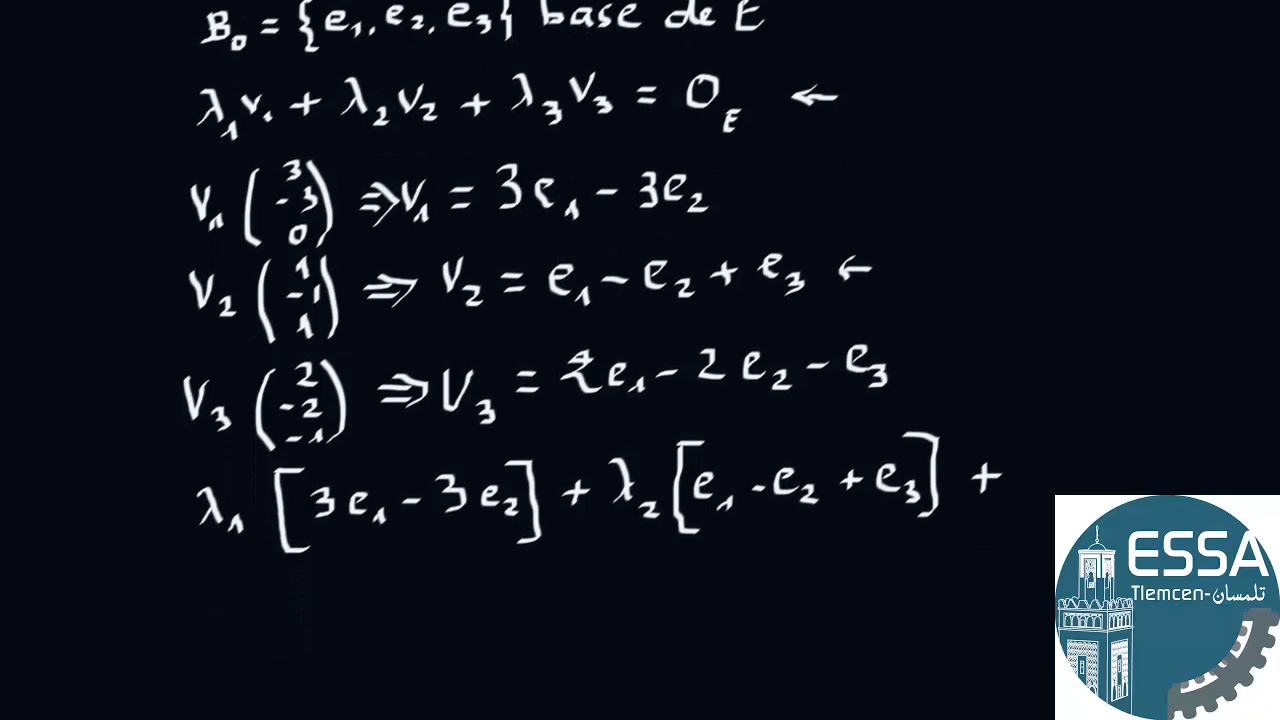 B₀ = {e₁, e₂, e₃} base de E
λ₁v₁ + λ₂v₂ + λ₃v₃ = 0_E ←
v₁ (3 -3 0) ⇒ v₁ = 3e₁ - 3e₂
v₂ (1 -1 1) ⇒ v₂ = e₁ - e₂ + e₃ ←
v₃ (2 -2 -1) ⇒ v₃ = 2e₁ - 2e₂ - e₃
λ₁ [3e₁ - 3e₂] + λ₂ [e₁ - e₂ + e₃] +
ESSA
Tlemcen-تلمسان